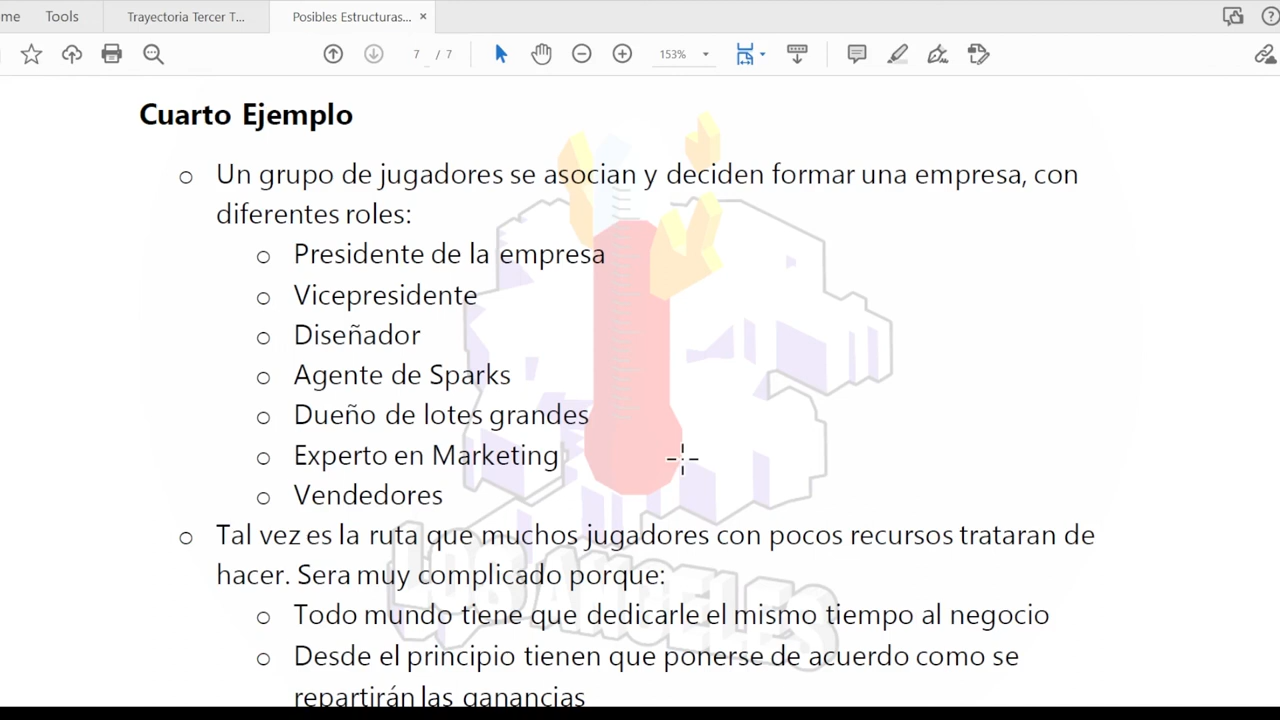 ome
Tools
Trayectoria Tercer T...
Posibles Estructuras...
×
?
7 / 7
153%
Cuarto Ejemplo
Un grupo de jugadores se asocian y deciden formar una empresa, con
diferentes roles:
Presidente de la empresa
Vicepresidente
Diseñador
Agente de Sparks
Dueño de lotes grandes
Experto en Marketing
Vendedores
Tal vez es la ruta que muchos jugadores con pocos recursos trataran de
hacer. Sera muy complicado porque:
Todo mundo tiene que dedicarle el mismo tiempo al negocio
Desde el principio tienen que ponerse de acuerdo como se
repartirán las ganancias
LOS ANGELES